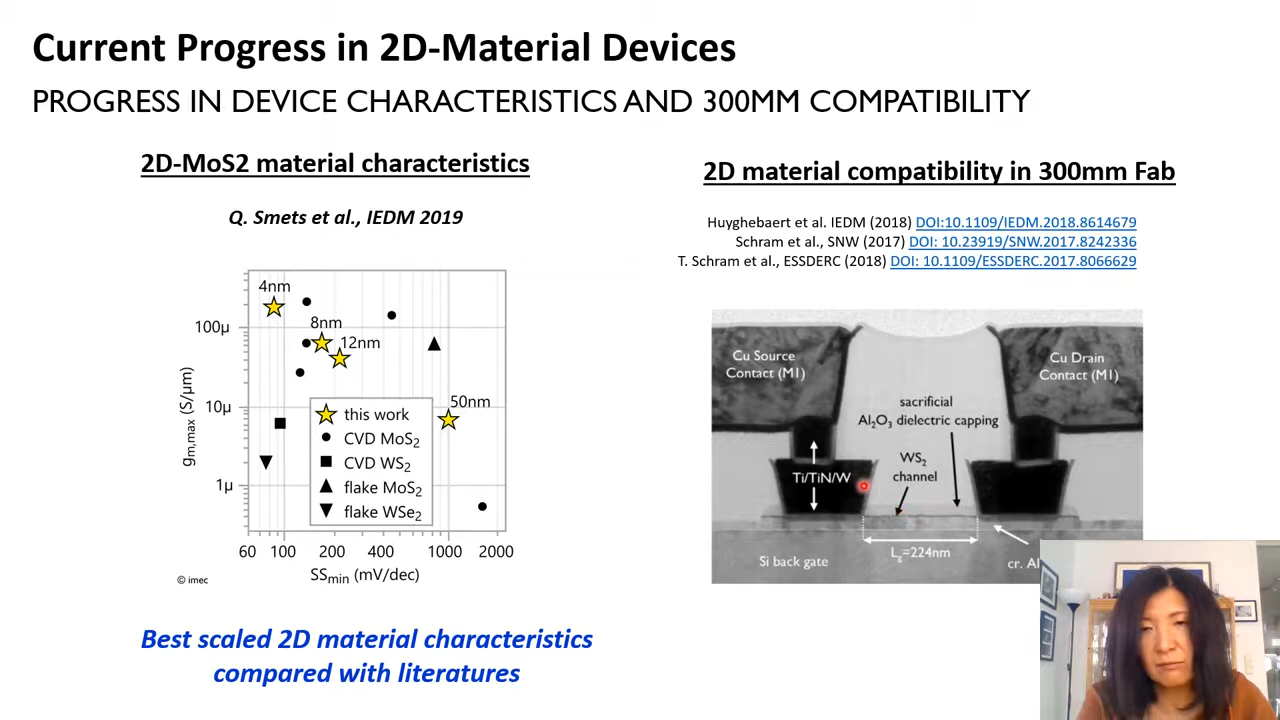 Current Progress in 2D-Material Devices
PROGRESS IN DEVICE CHARACTERISTICS AND 300MM COMPATIBILITY
2D-MoS2 material characteristics
Q. Smets et al., IEDM 2019
4nm
8nm
12nm
50nm
100µ
10µ
1µ
gm,max (S/µm)
this work
CVD MoS2
CVD WS2
flake MoS2
flake WSe2
60 100 200 400 1000 2000
SSmin (mV/dec)
© imec
Best scaled 2D material characteristics
compared with literatures
2D material compatibility in 300mm Fab
Huyghebaert et al. IEDM (2018) DOI:10.1109/IEDM.2018.8614679
Schram et al., SNW (2017) DOI: 10.23919/SNW.2017.8242336
T. Schram et al., ESSDERC (2018) DOI: 10.1109/ESSDERC.2017.8066629
Cu Source
Contact (M1)
Cu Drain
Contact (M1)
sacrificial
Al2O3 dielectric capping
WS2
channel
Ti/TiN/W
Lg=224nm
Si back gate
cr. Al